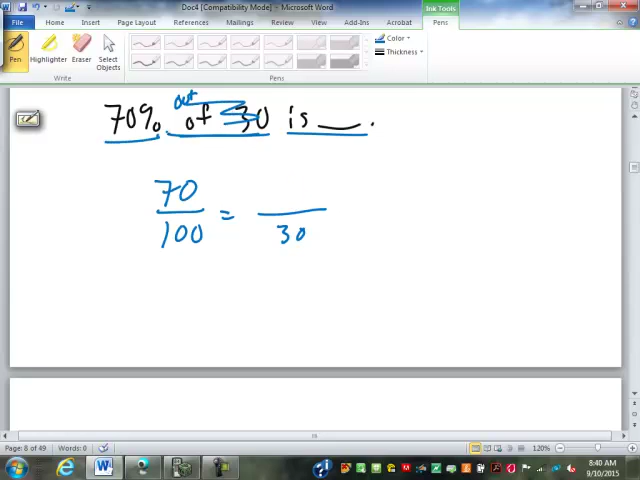 Doc4 [Compatibility Mode] - Microsoft Word
Ink Tools
File Home Insert Page Layout References Mailings Review View Add-Ins Acrobat Pens
Pen Highlighter Eraser Select Objects
Color
Thickness
Write Pens
out
70% of 30 is __.
70 = __
100 30
Page: 8 of 49 Words: 0 120%
8:40 AM
9/10/2015